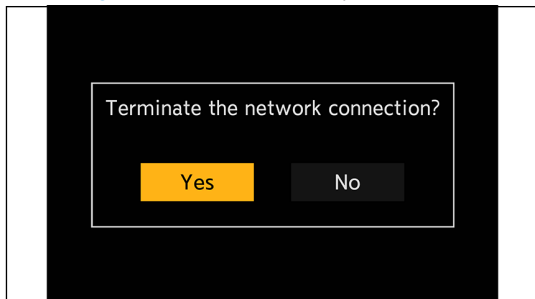 Terminate the network connection?
Yes
No